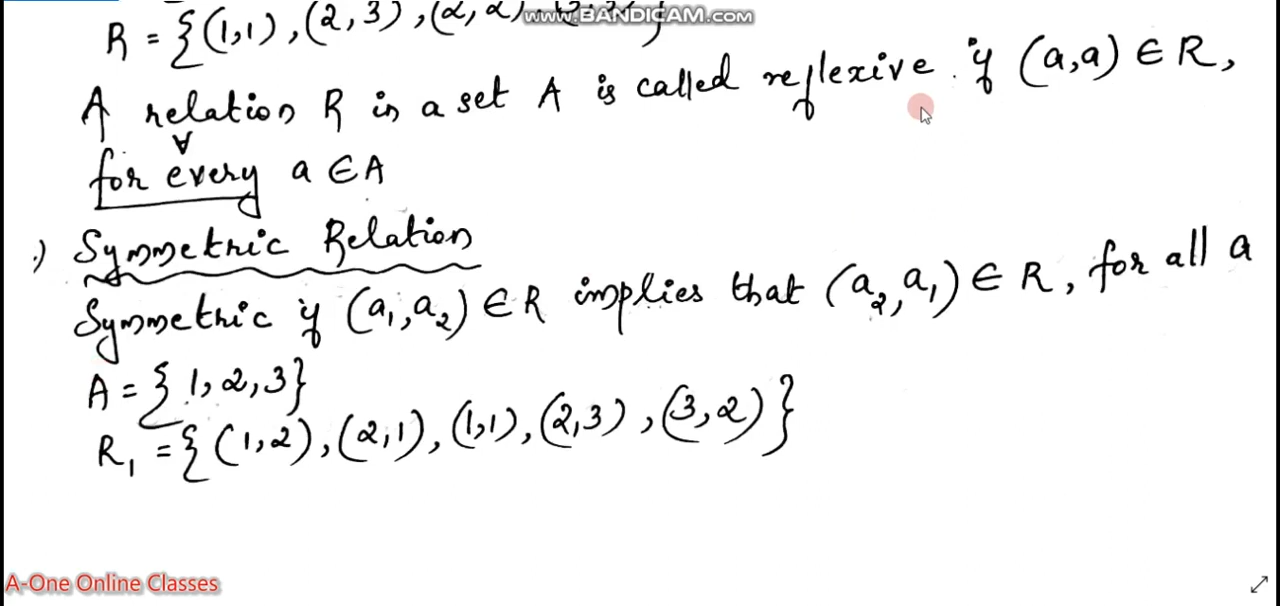 WWW.BANDICAM.COM
R = {(1,1), (2,3), (2,2), }
A relation R in a set A is called reflexive if (a,a) ∈ R,
∀
for every a ∈ A
Symmetric Relation
Symmetric if (a₁,a₂) ∈ R implies that (a₂,a₁) ∈ R, for all a
A = {1,2,3}
R₁ = {(1,2), (2,1), (1,1), (2,3), (3,2)}
A-One Online Classes